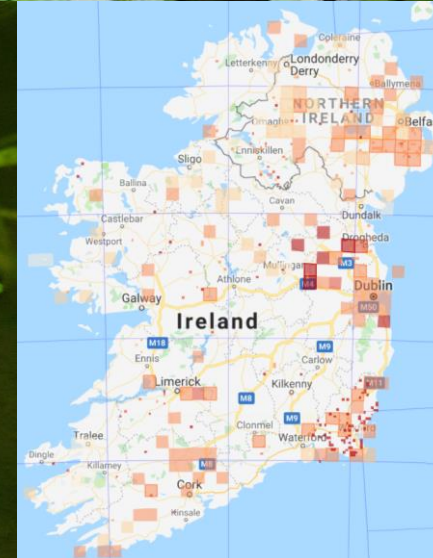 Coleraine
Letterkenny
Londonderry
Derry
Ballymena
NORTHERN
IRELAND
Omagh
Belfa
Enniskillen
Sligo
Ballina
Cavan
Dundalk
Castlebar
Westport
Drogheda
Mullingar
M3
Athlone
M4
Dublin
Galway
M50
Ireland
M18
M9
Ennis
Carlow
Limerick
Kilkenny
M11
M8
M9
Clonmel
Tralee
Waterford
Dingle
Killarney
M8
Cork
Kinsale